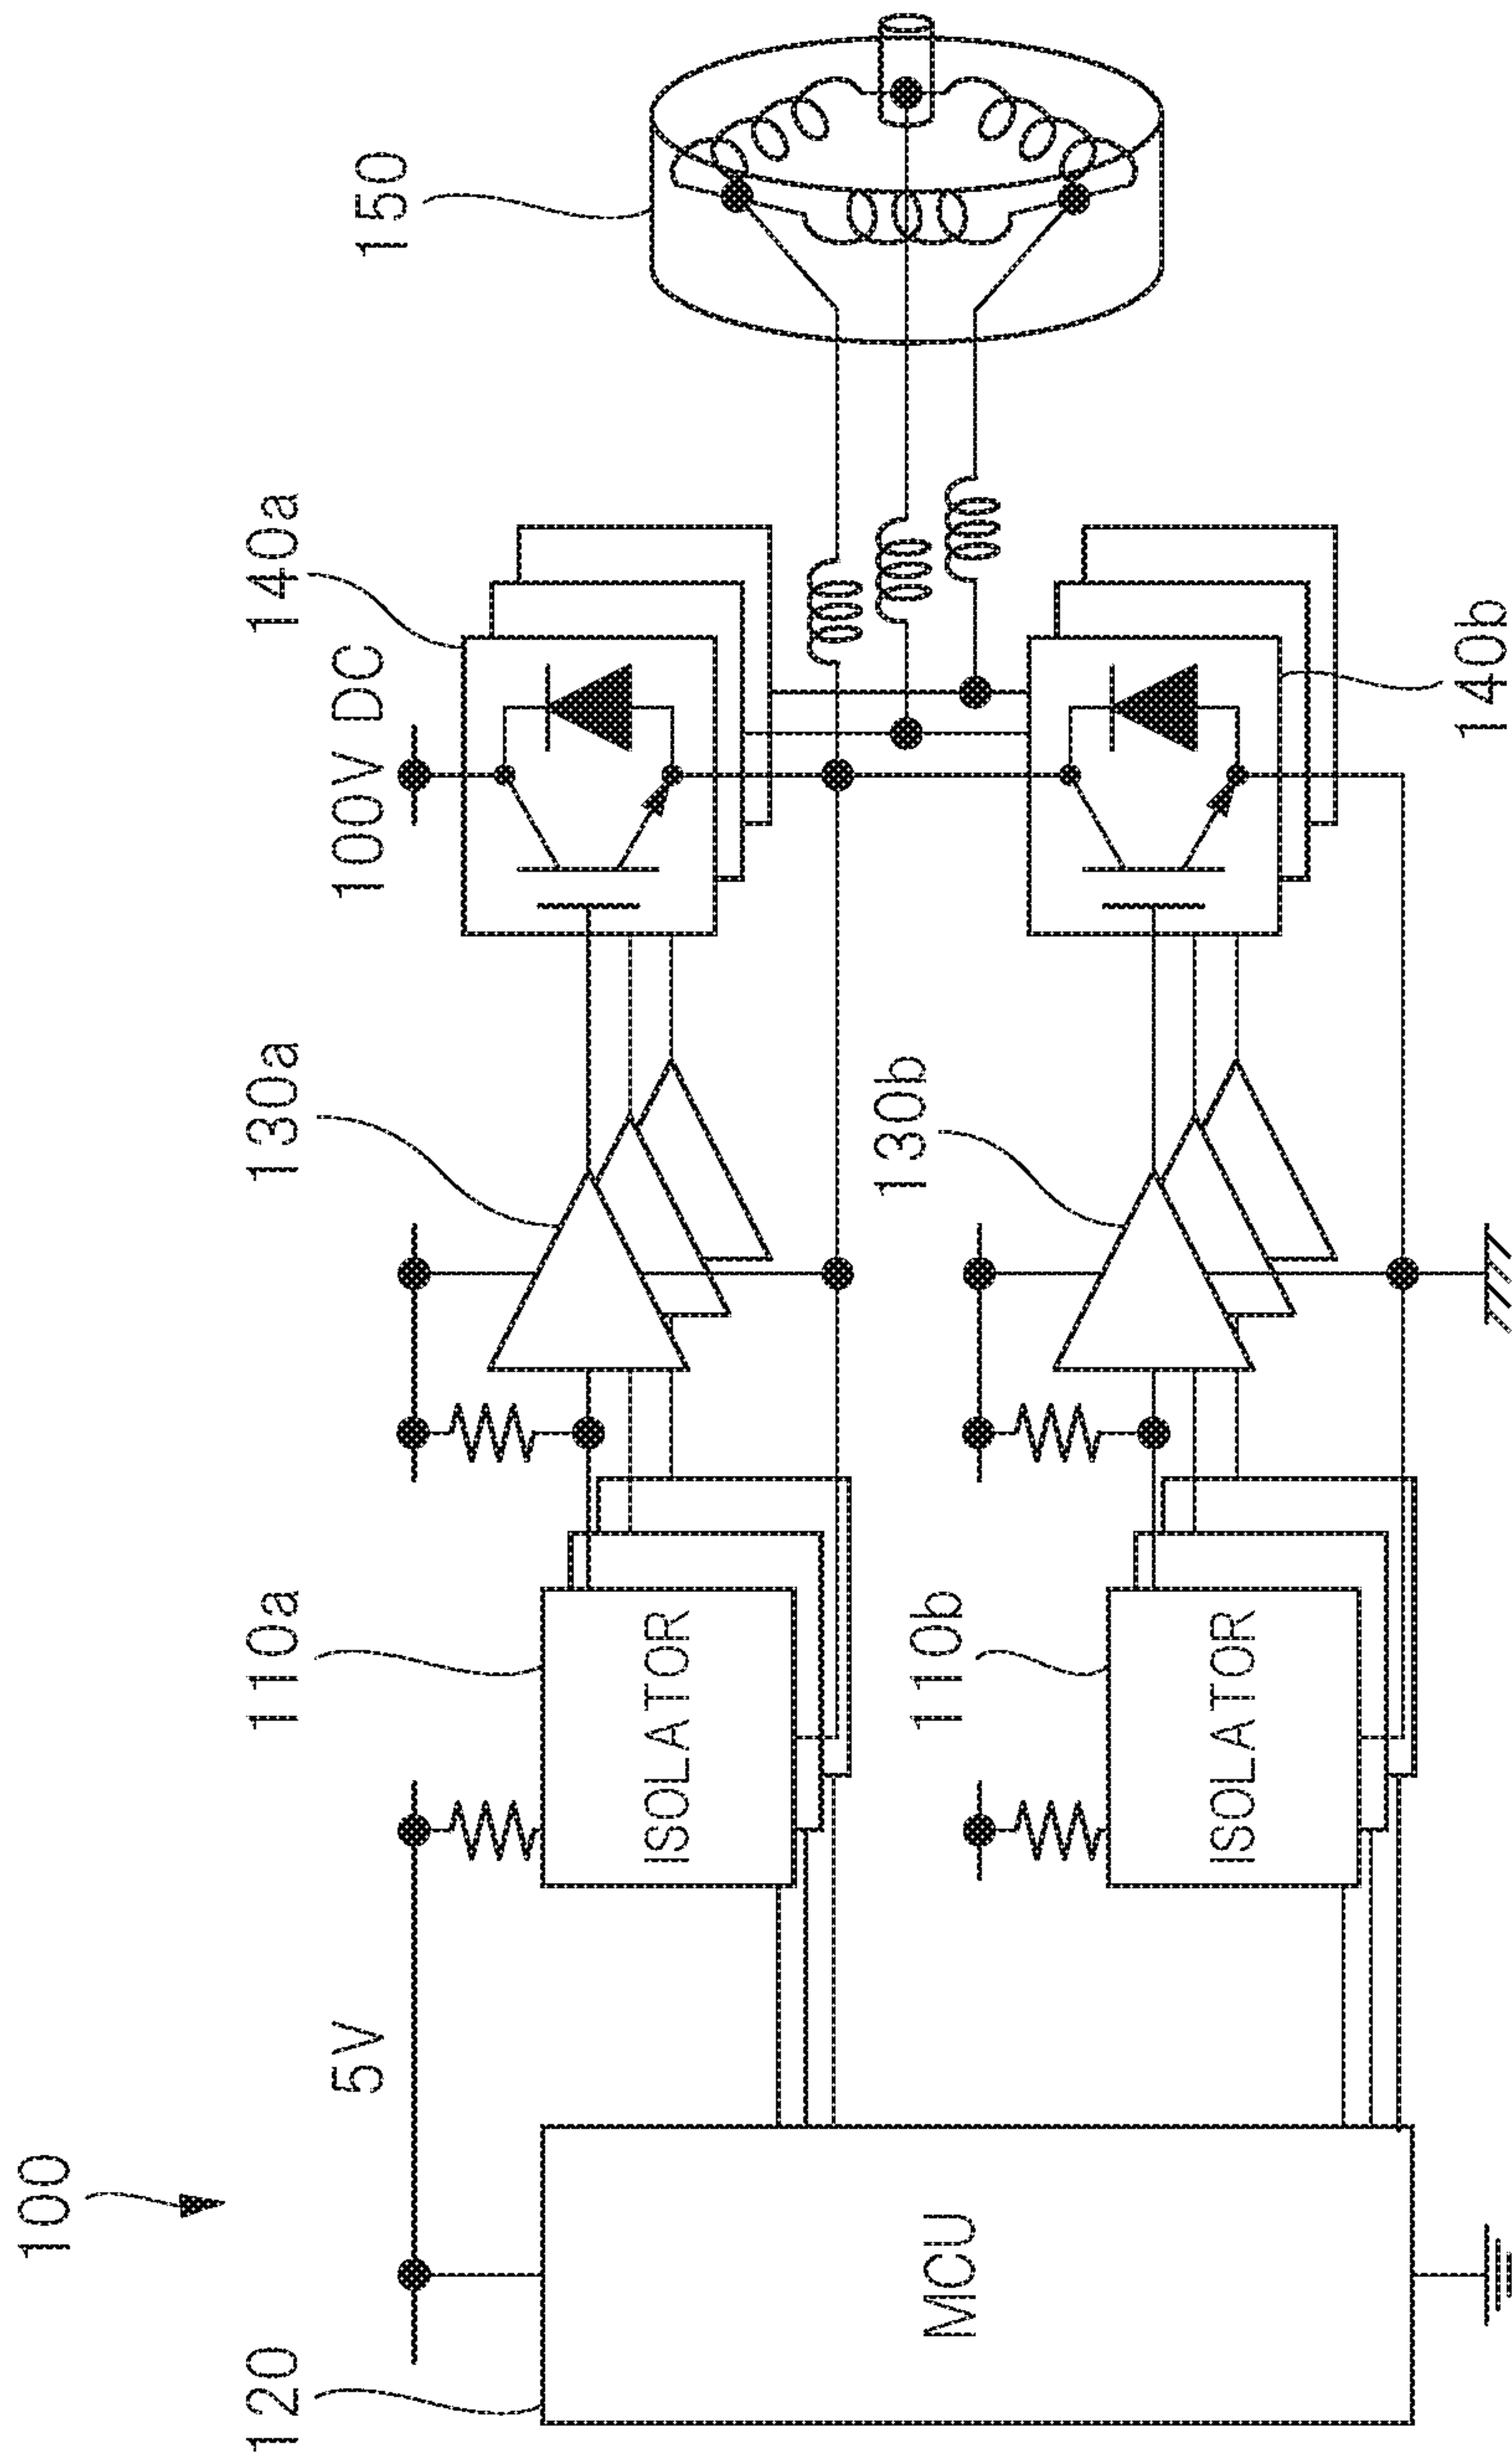 100
120
5V
110a
130a
100V DC
140a
150
MCU
ISOLATOR
110b
ISOLATOR
130b
140b